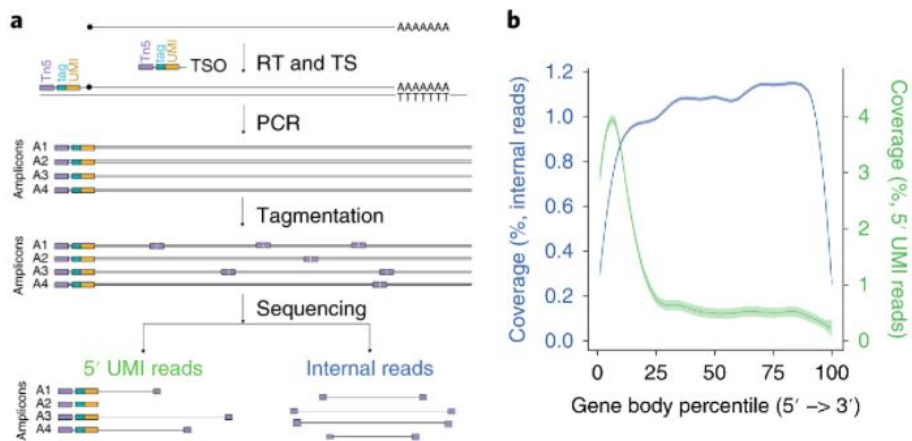 a
AAAAAAA
Tn5
tag
UMI
Tn5
tag
UMI
TSO
RT and TS
AAAAAAA
TTTTTTT
PCR
Amplicons
A1
A2
A3
A4
Tagmentation
Amplicons
A1
A2
A3
A4
Sequencing
5′ UMI reads
Internal reads
Amplicons
A1
A2
A3
A4
b
Coverage (%, internal reads)
1.2
1.0
0.8
0.6
0.4
0.2
0.0
Coverage (%, 5′ UMI reads)
4
3
2
1
0
0 25 50 75 100
Gene body percentile (5′ –> 3′)